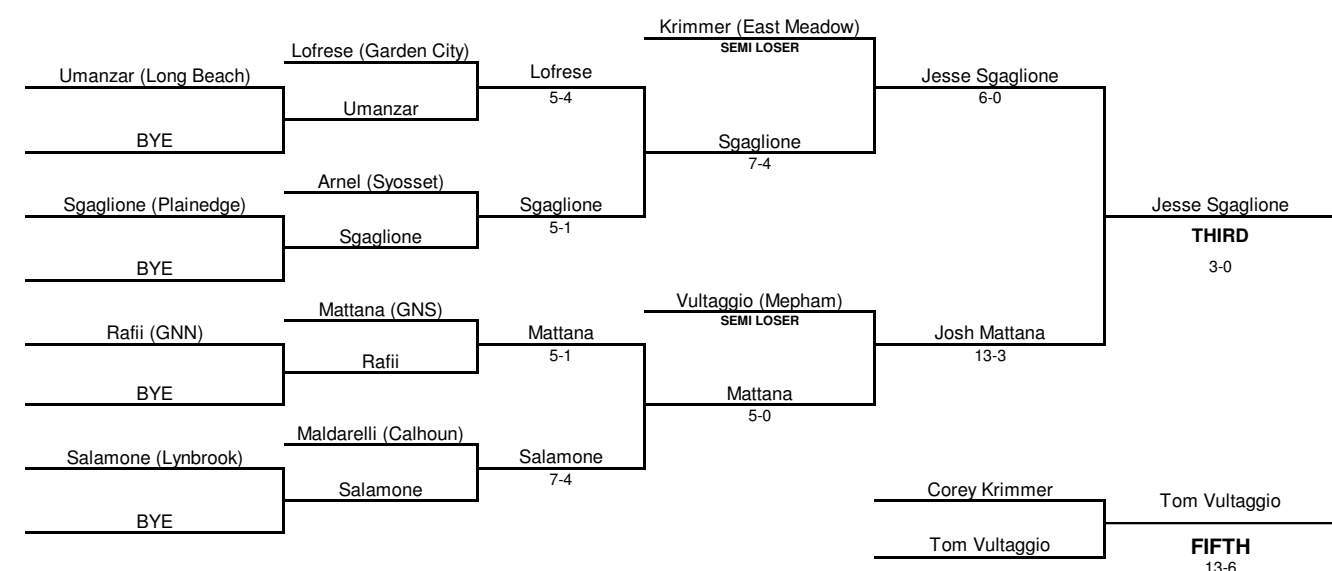 Krimmer (East Meadow)
SEMI LOSER
Lofrese (Garden City)
Umanzar (Long Beach)
Lofrese
5-4
Jesse Sgaglione
6-0
Umanzar
BYE
Sgaglione
7-4
Arnel (Syosset)
Sgaglione (Plainedge)
Sgaglione
5-1
Jesse Sgaglione
THIRD
3-0
Sgaglione
BYE
Mattana (GNS)
Vultaggio (Mepham)
SEMI LOSER
Rafii (GNN)
Mattana
5-1
Josh Mattana
13-3
Rafii
BYE
Mattana
5-0
Maldarelli (Calhoun)
Salamone (Lynbrook)
Salamone
7-4
Salamone
BYE
Corey Krimmer
Tom Vultaggio
Tom Vultaggio
FIFTH
13-6